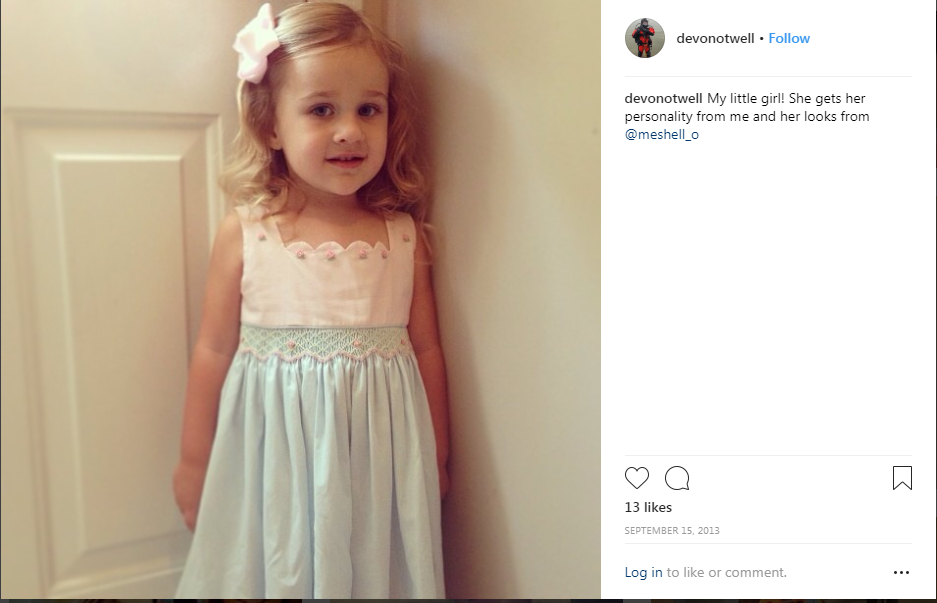 devonotwell • Follow
devonotwell My little girl! She gets her
personality from me and her looks from
@meshell_o
13 likes
SEPTEMBER 15, 2013
Log in to like or comment.